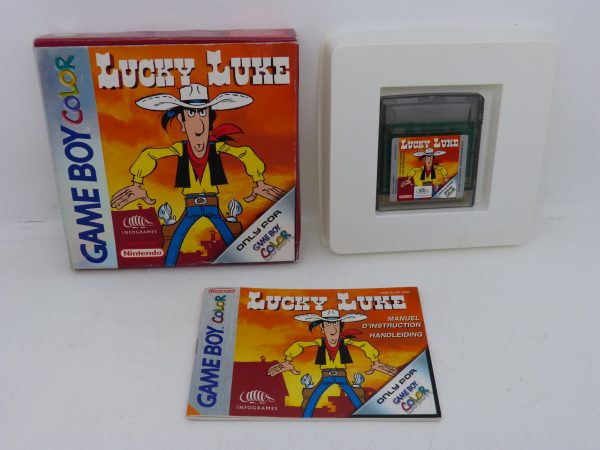 LUCKY LUKE
GAME BOY COLOR
INFOGRAMES
Nintendo
ONLY FOR
GAME BOY
COLOR
LUCKY LUKE
Nintendo
LUCKY LUKE
GAME BOY COLOR
MANUEL
D'INSTRUCTION
HANDLEIDING
INFOGRAMES
ONLY FOR
GAME BOY
COLOR